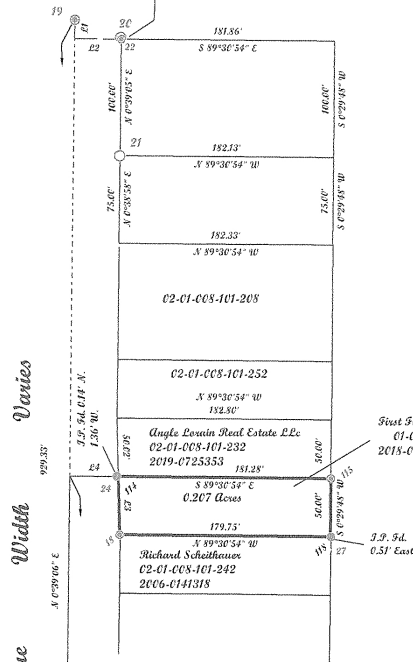 19
20
L1
L2
22
181.86'
S 89°30'54" E
100.00'
N 0°39'05" E
100.00'
S 0°29'48" W
21
182.13'
N 89°30'54" W
75.00'
N 0°38'58" E
75.00'
S 0°29'48" W
182.33'
N 89°30'54" W
02-01-008-101-208
02-01-008-101-252
N 89°30'54" W
182.80'
Varies
Width
929.33'
N 0°39'06" E
I.P. Fd. 0.14' N.
1.36' W.
50.02'
Angle Lorain Real Estate LLc
02-01-008-101-232
2019-0725353
50.00'
First F
01-0
2018-0
L4
24
114
181.28'
S 89°30'54" E
0.207 Acres
115
50.00'
S 0°29'48" W
179.75'
N 89°30'54" W
118
27
I.P. Fd.
0.51' East
Richard Scheithauer
02-01-008-101-242
2006-0141318